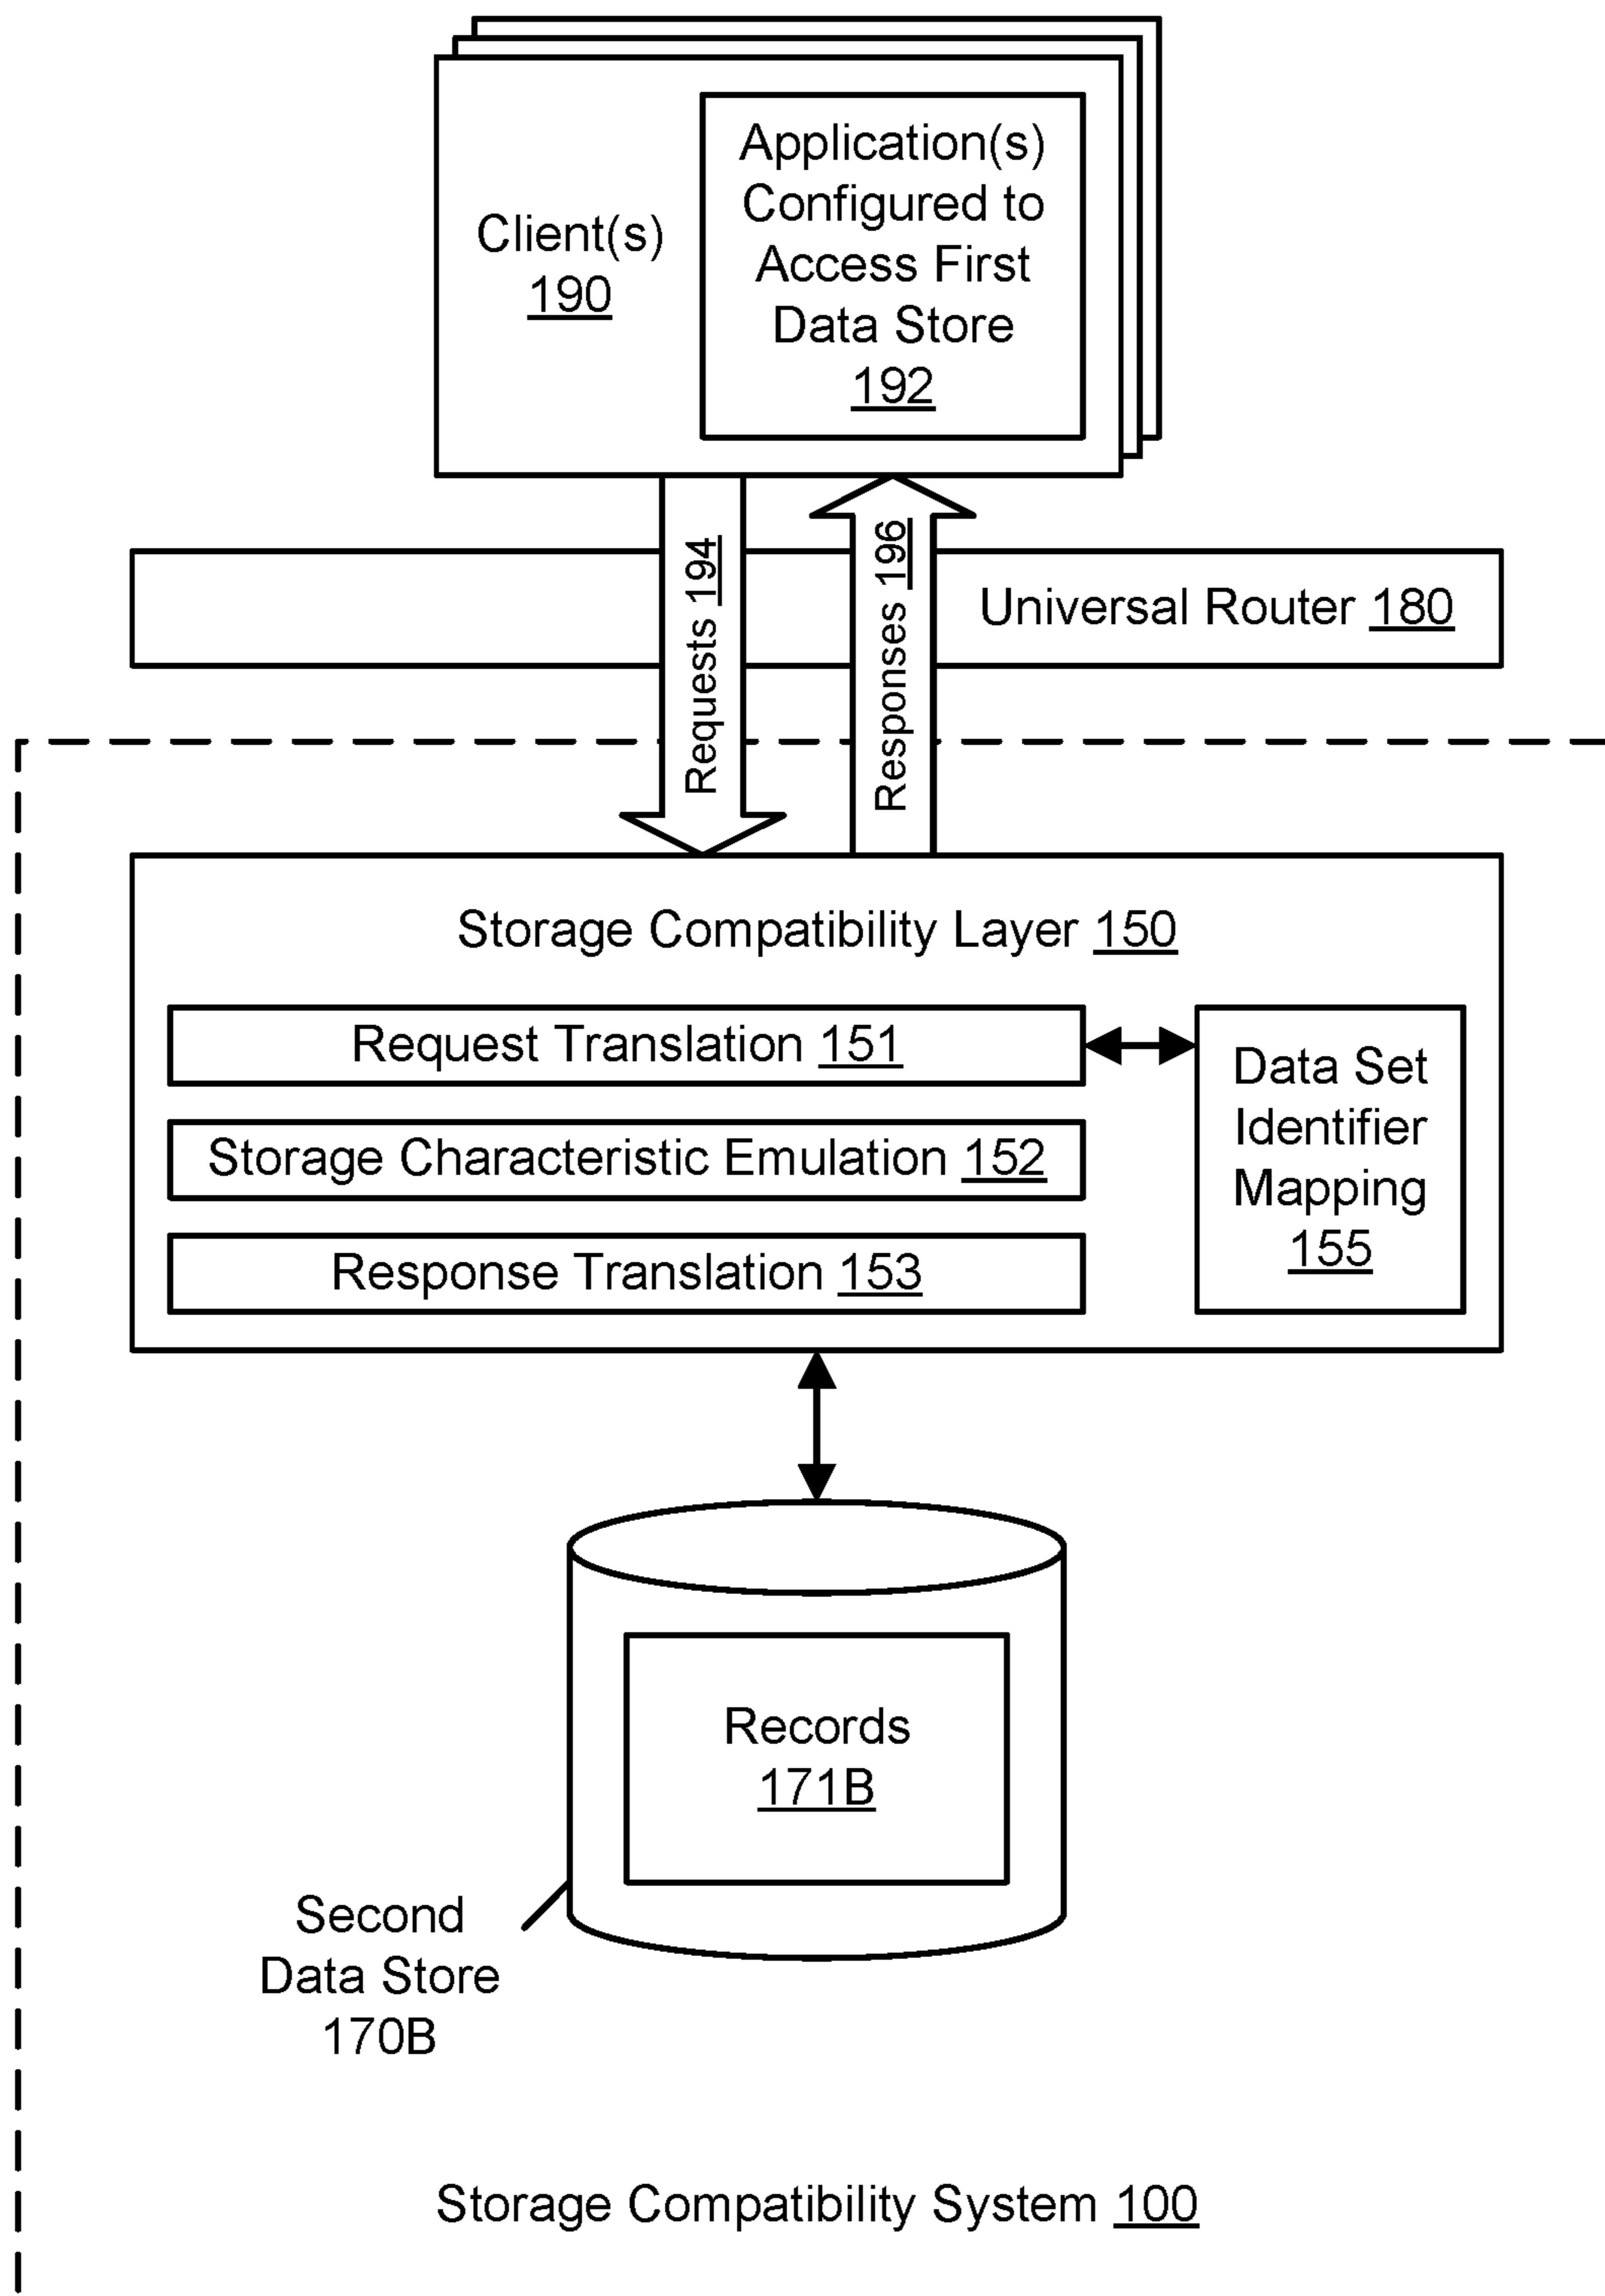 Client(s)
190
Application(s)
Configured to
Access First
Data Store
192
Requests 194
Responses 196
Universal Router 180
Storage Compatibility Layer 150
Request Translation 151
Storage Characteristic Emulation 152
Response Translation 153
Data Set
Identifier
Mapping
155
Records
171B
Second
Data Store
170B
Storage Compatibility System 100